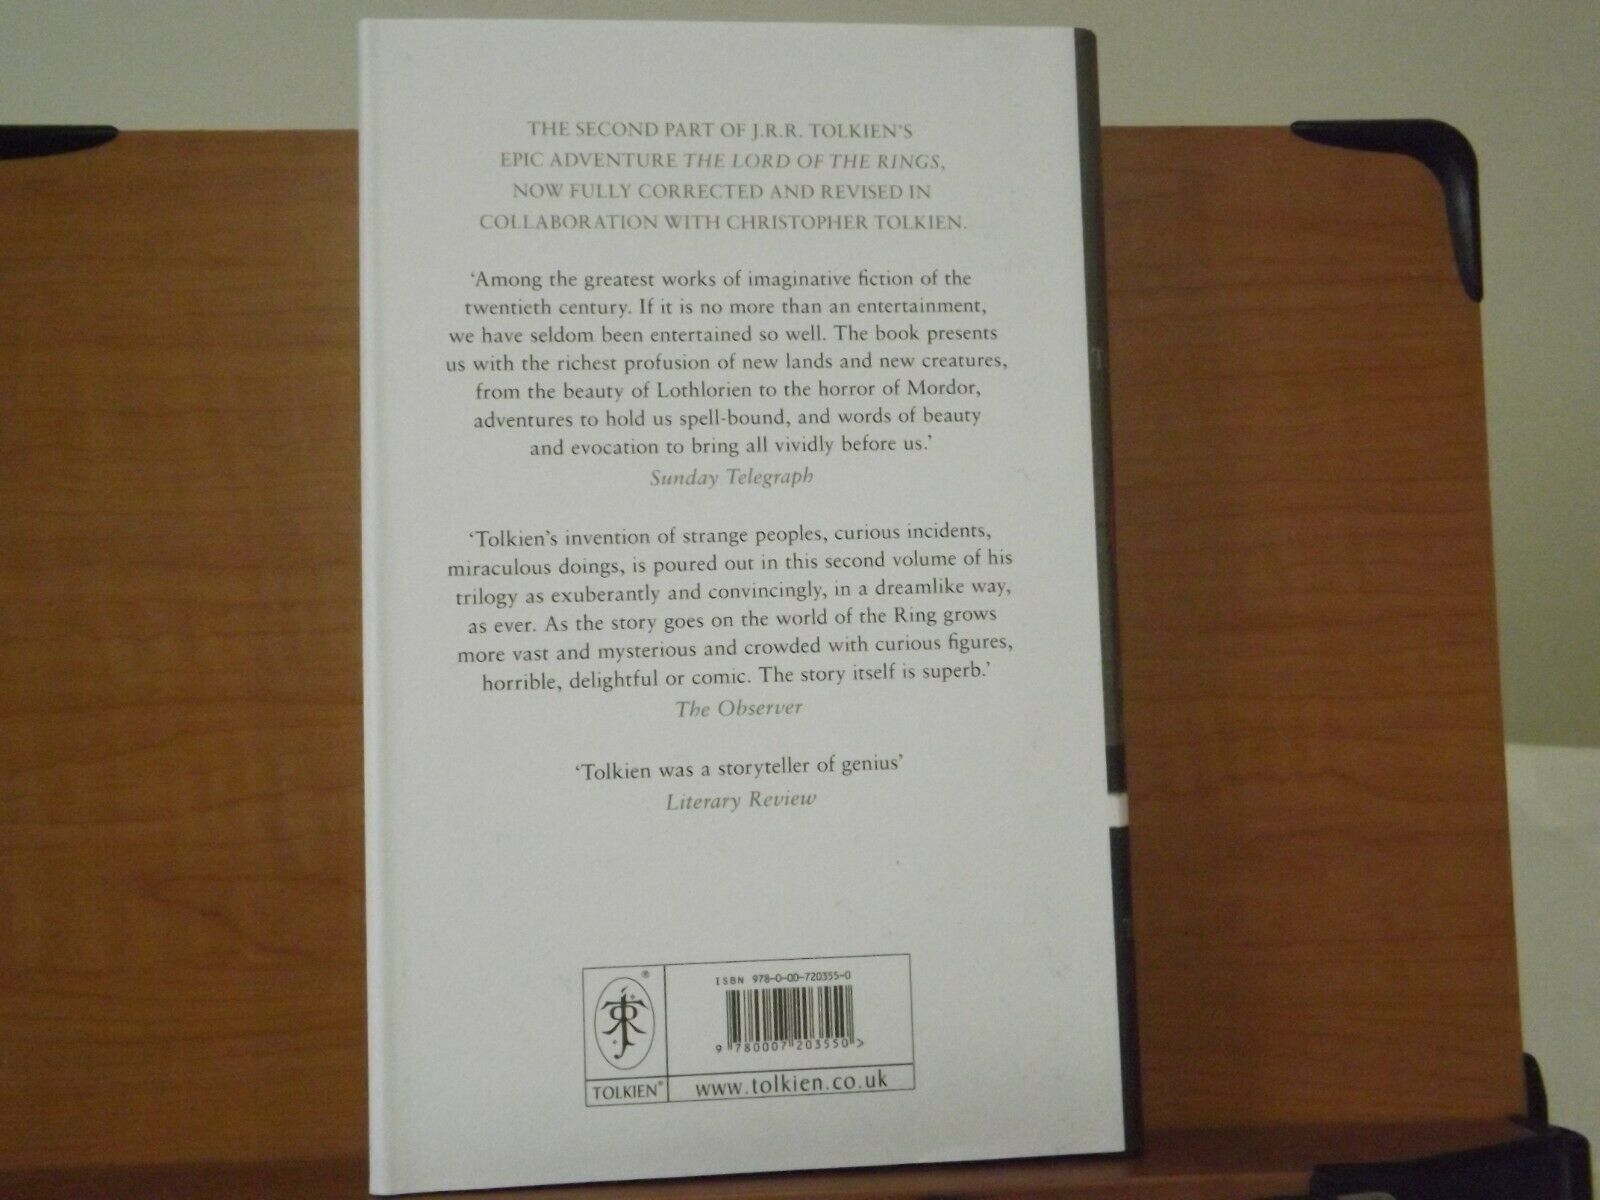 THE SECOND PART OF J.R.R. TOLKIEN'S
EPIC ADVENTURE THE LORD OF THE RINGS,
NOW FULLY CORRECTED AND REVISED IN
COLLABORATION WITH CHRISTOPHER TOLKIEN.
‘Among the greatest works of imaginative fiction of the
twentieth century. If it is no more than an entertainment,
we have seldom been entertained so well. The book presents
us with the richest profusion of new lands and new creatures,
from the beauty of Lothlorien to the horror of Mordor,
adventures to hold us spell-bound, and words of beauty
and evocation to bring all vividly before us.’
Sunday Telegraph
‘Tolkien’s invention of strange peoples, curious incidents,
miraculous doings, is poured out in this second volume of his
trilogy as exuberantly and convincingly, in a dreamlike way,
as ever. As the story goes on the world of the Ring grows
more vast and mysterious and crowded with curious figures,
horrible, delightful or comic. The story itself is superb.’
The Observer
‘Tolkien was a storyteller of genius’
Literary Review
ISBN 978-0-00-720355-0
9 780007 203550 >
®
TOLKIEN®
www.tolkien.co.uk